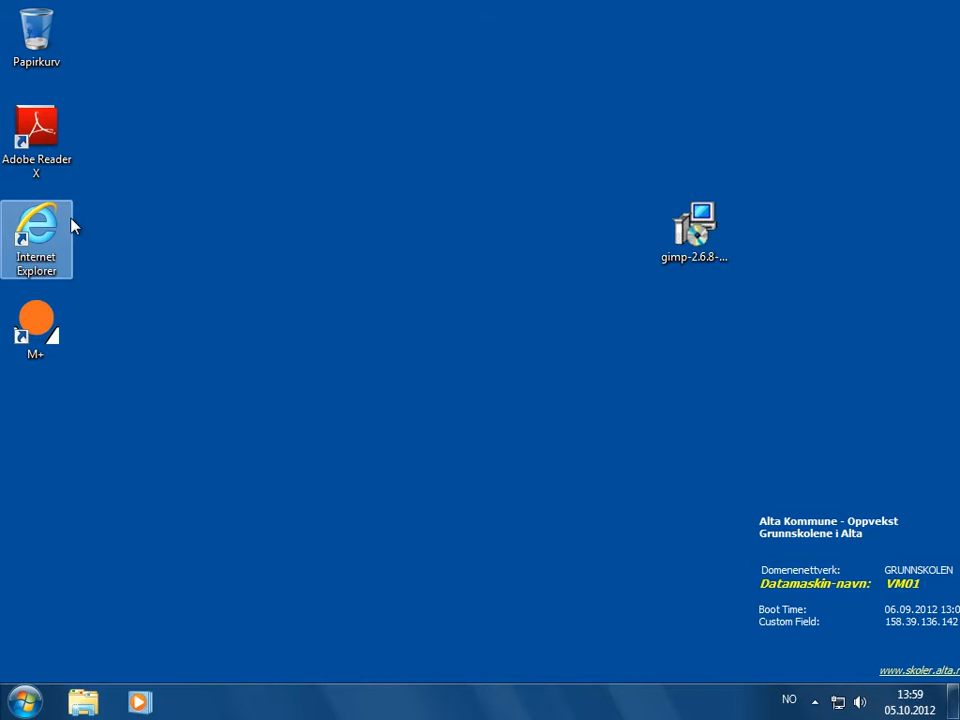 Papirkurv
Adobe Reader
X
Internet
Explorer
M+
gimp-2.6.8-...
Alta Kommune - Oppvekst
Grunnskolene i Alta
Domenenettverk: GRUNNSKOLEN
Datamaskin-navn: VM01
Boot Time: 06.09.2012 13:0
Custom Field: 158.39.136.142
www.skoler.alta.n
NO
13:59
05.10.2012